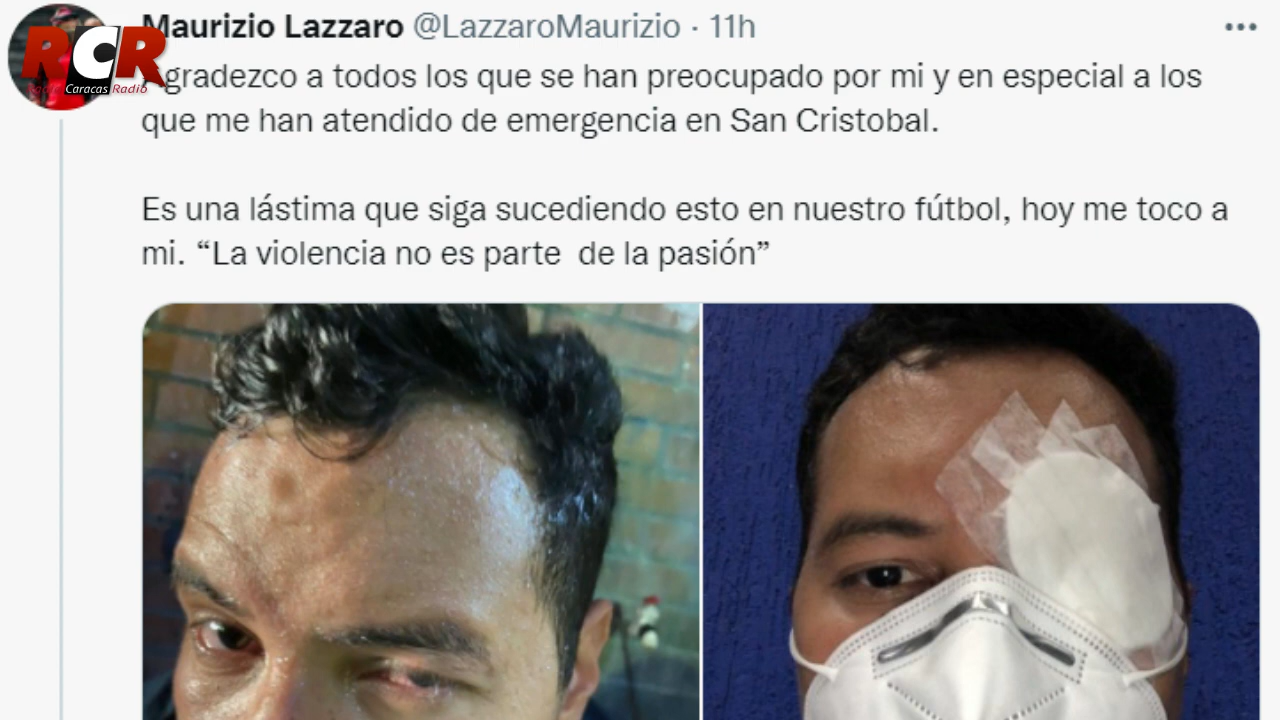 Maurizio Lazzaro @LazzaroMaurizio · 11h
RCR
Radio Caracas Radio
gradezco a todos los que se han preocupado por mi y en especial a los
que me han atendido de emergencia en San Cristobal.
Es una lástima que siga sucediendo esto en nuestro fútbol, hoy me toco a
mi. “La violencia no es parte de la pasión”